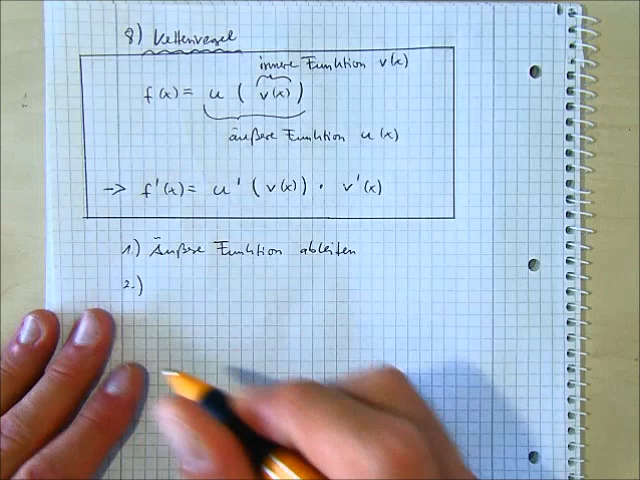 8) Kettenregel
innere Funktion v(x)
f(x) = u ( v(x) )
äußere Funktion u(x)
-> f'(x) = u' ( v(x) ) · v'(x)
1.) Äußere Funktion ableiten
2.)